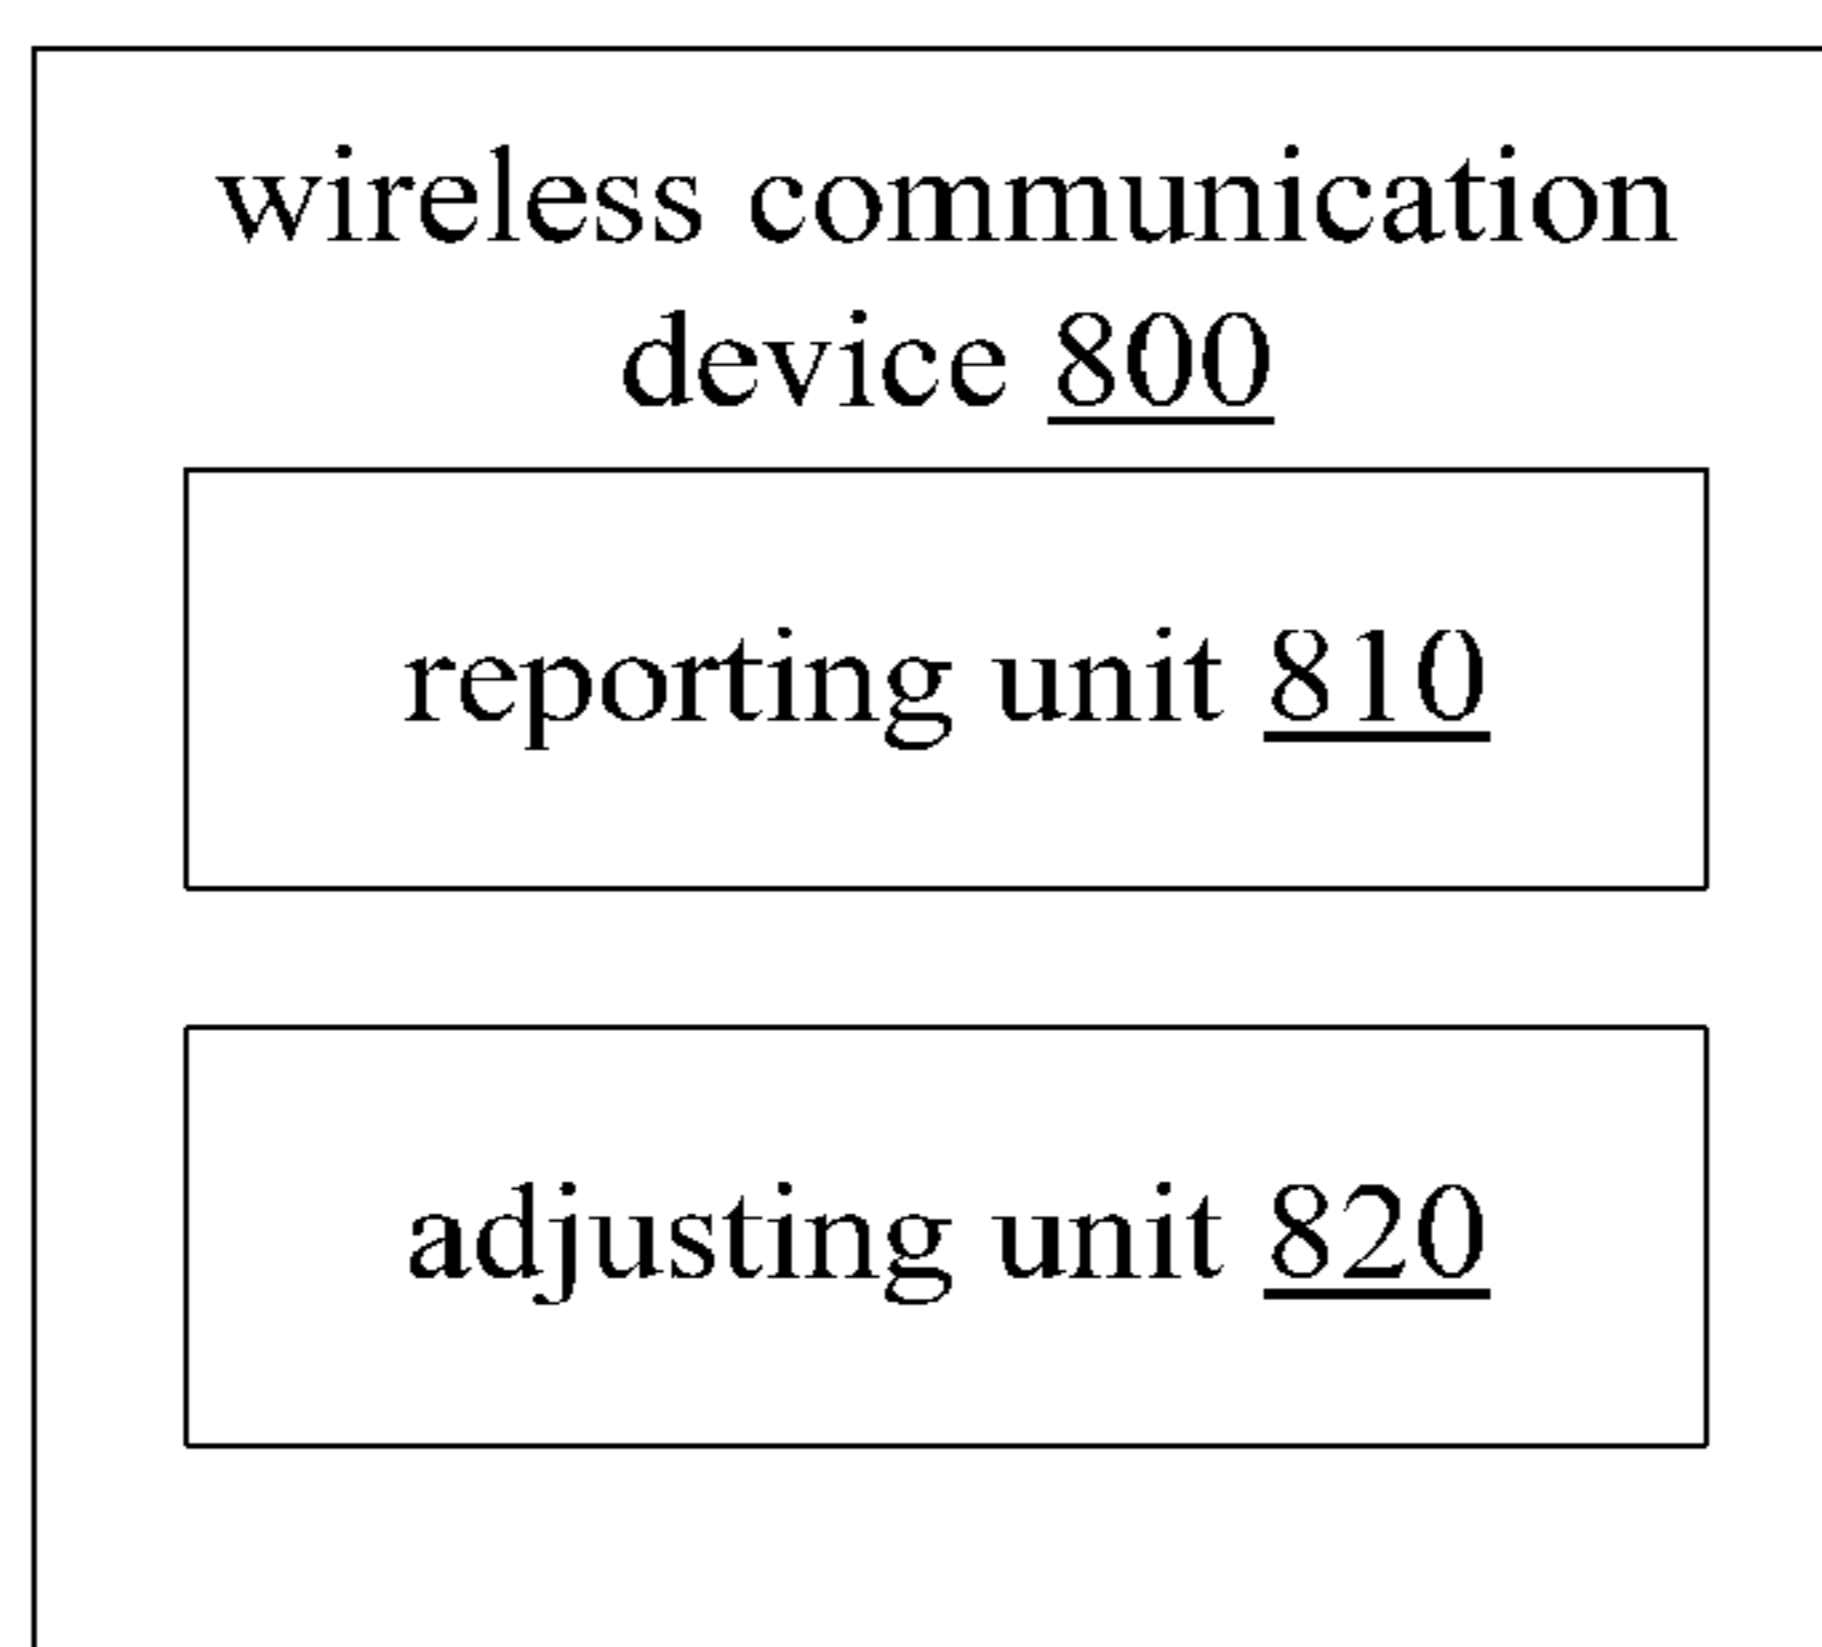 wireless communication
device 800
reporting unit 810
adjusting unit 820